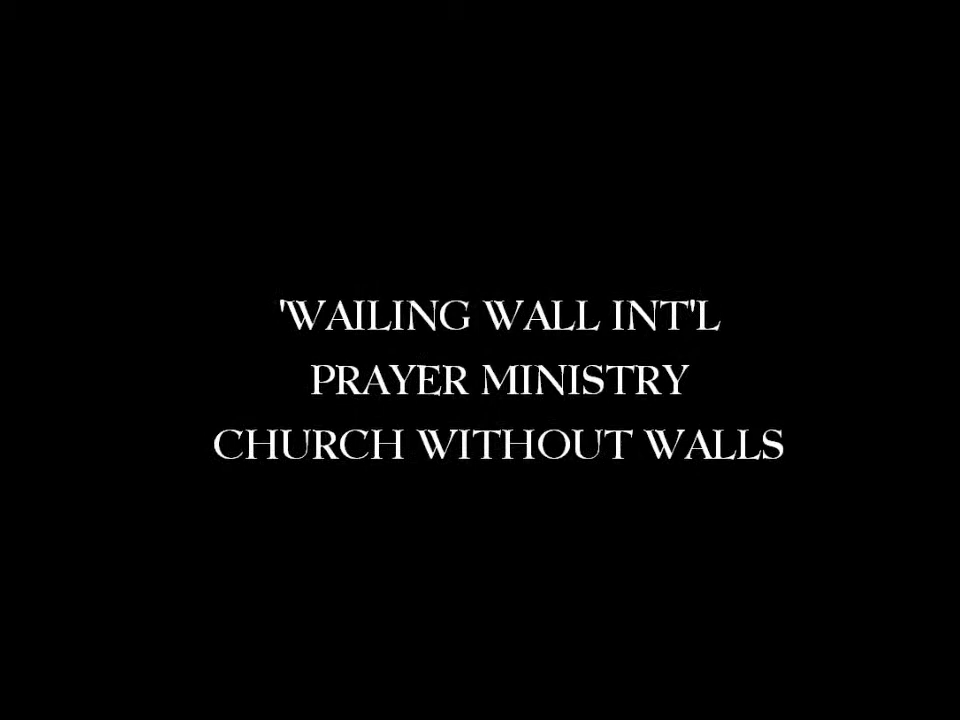 'WAILING WALL INT'L
PRAYER MINISTRY
CHURCH WITHOUT WALLS